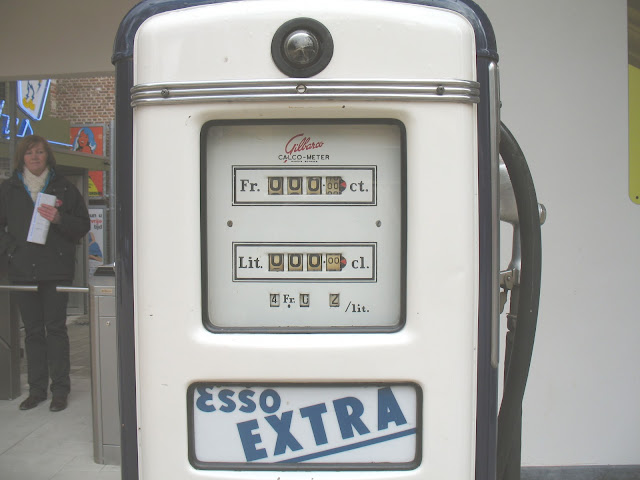 Gilbarco
CALCO-METER
Fr. 000.00 ct.
Lit. 000.00 cl.
4 Fr. 0 2 /lit.
ESSO
EXTRA